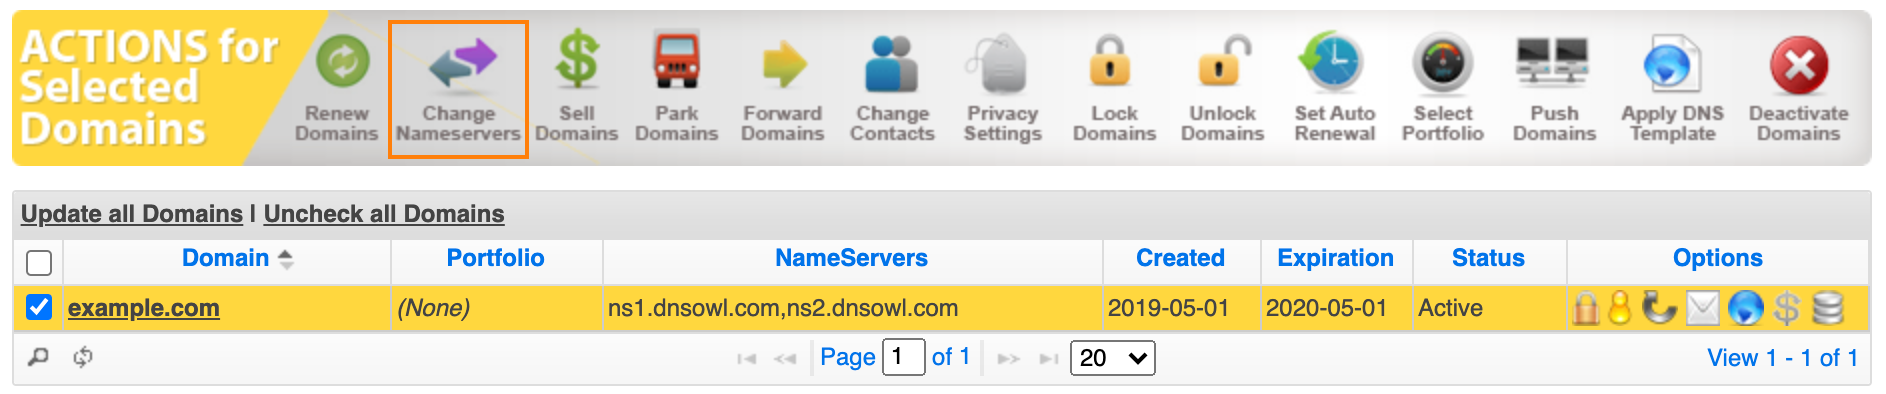 ACTIONS for
Selected
Domains
Renew
Domains
Change
Nameservers
Sell
Domains
Park
Domains
Forward
Domains
Change
Contacts
Privacy
Settings
Lock
Domains
Unlock
Domains
Set Auto
Renewal
Select
Portfolio
Push
Domains
Apply DNS
Template
Deactivate
Domains
Update all Domains | Uncheck all Domains
Domain Portfolio NameServers Created Expiration Status Options
example.com (None) ns1.dnsowl.com,ns2.dnsowl.com 2019-05-01 2020-05-01 Active
Page 1 of 1 20 View 1 - 1 of 1